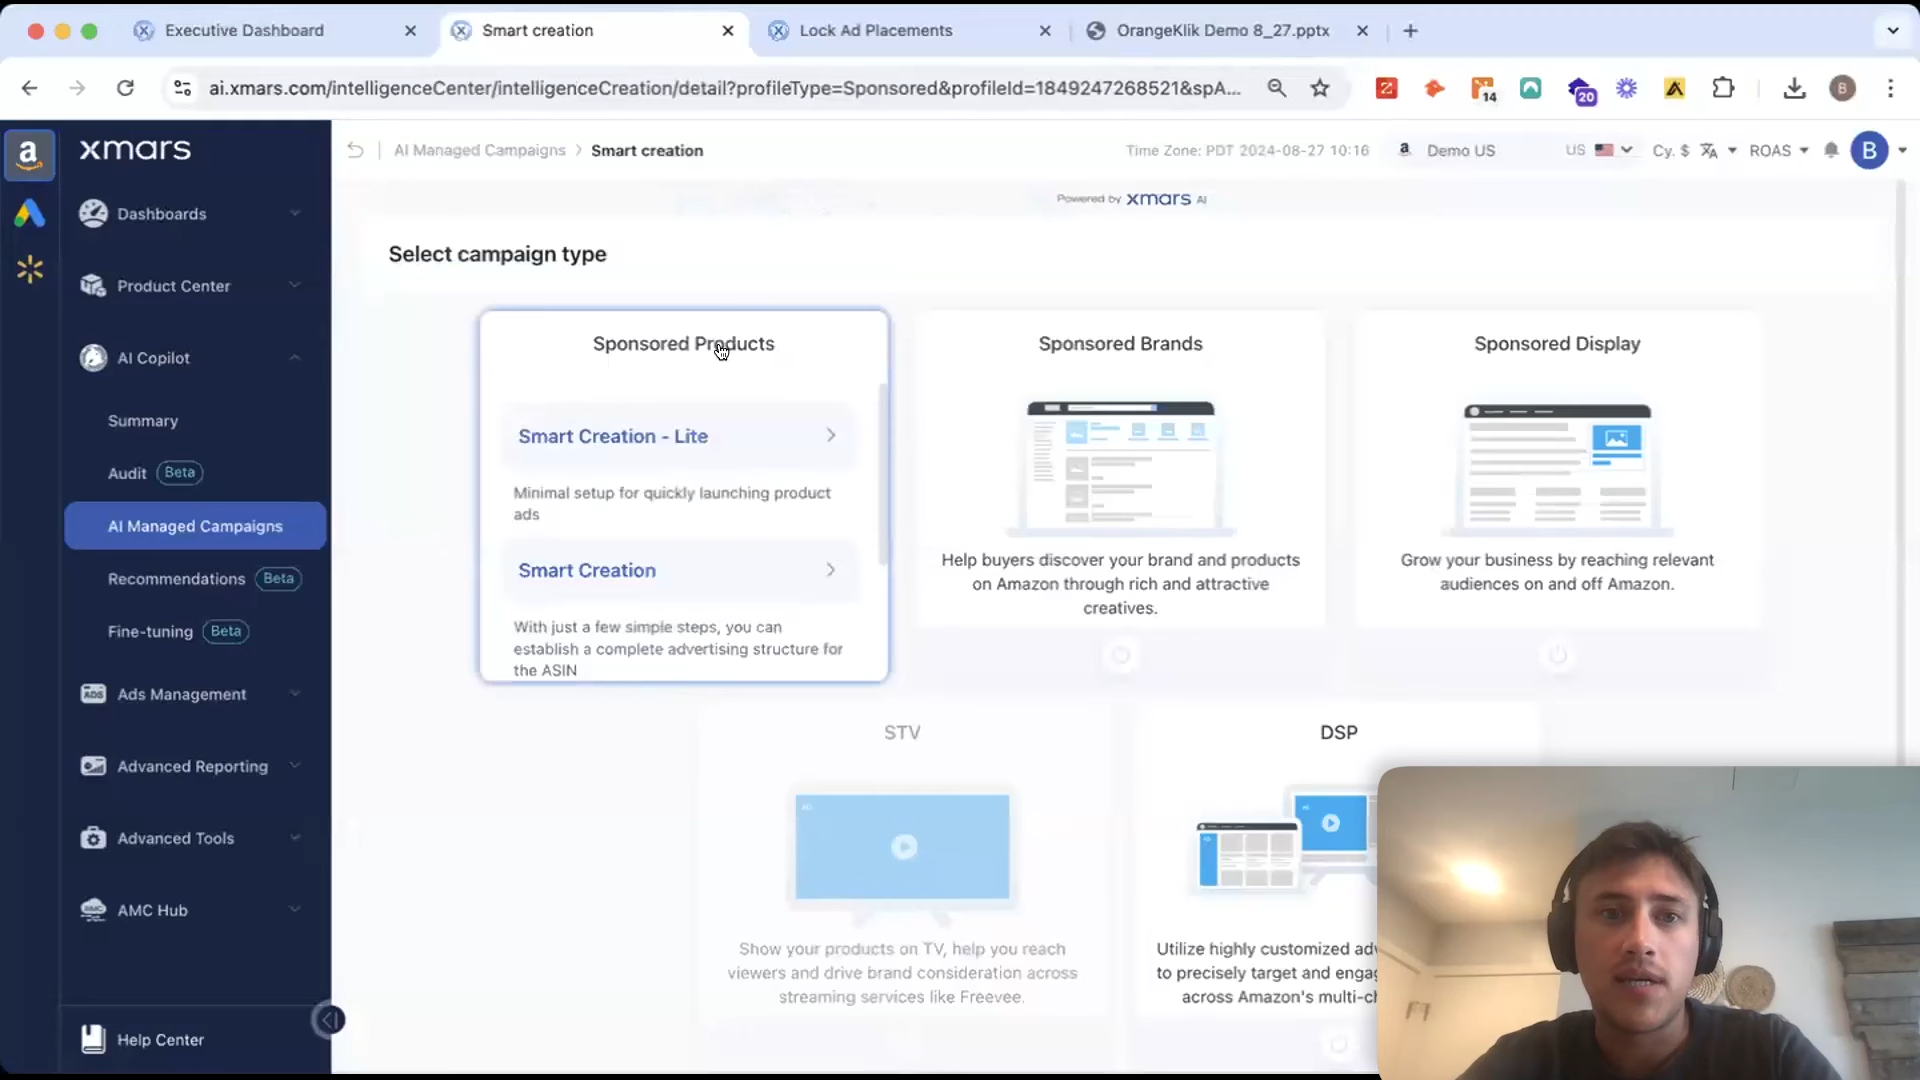 Executive Dashboard
Smart creation
Lock Ad Placements
OrangeKlik Demo 8_27.pptx
ai.xmars.com/intelligenceCenter/intelligenceCreation/detail?profileType=Sponsored&profileId=1849247268521&spA...
14
20
B
a
xmars
AI Managed Campaigns > Smart creation
Time Zone: PDT 2024-08-27 10:16
a Demo US
US
Cy. $
ROAS
B
Powered by xmars AI
Dashboards
Product Center
AI Copilot
Summary
Audit Beta
AI Managed Campaigns
Recommendations Beta
Fine-tuning Beta
Ads Management
Advanced Reporting
Advanced Tools
AMC Hub
Help Center
Select campaign type
Sponsored Products
Smart Creation - Lite
Minimal setup for quickly launching product
ads
Smart Creation
With just a few simple steps, you can
establish a complete advertising structure for
the ASIN
Sponsored Brands
Help buyers discover your brand and products
on Amazon through rich and attractive
creatives.
Sponsored Display
Grow your business by reaching relevant
audiences on and off Amazon.
STV
Show your products on TV, help you reach
viewers and drive brand consideration across
streaming services like Freevee.
DSP
Utilize highly customized
to precisely target and
across Amazon's